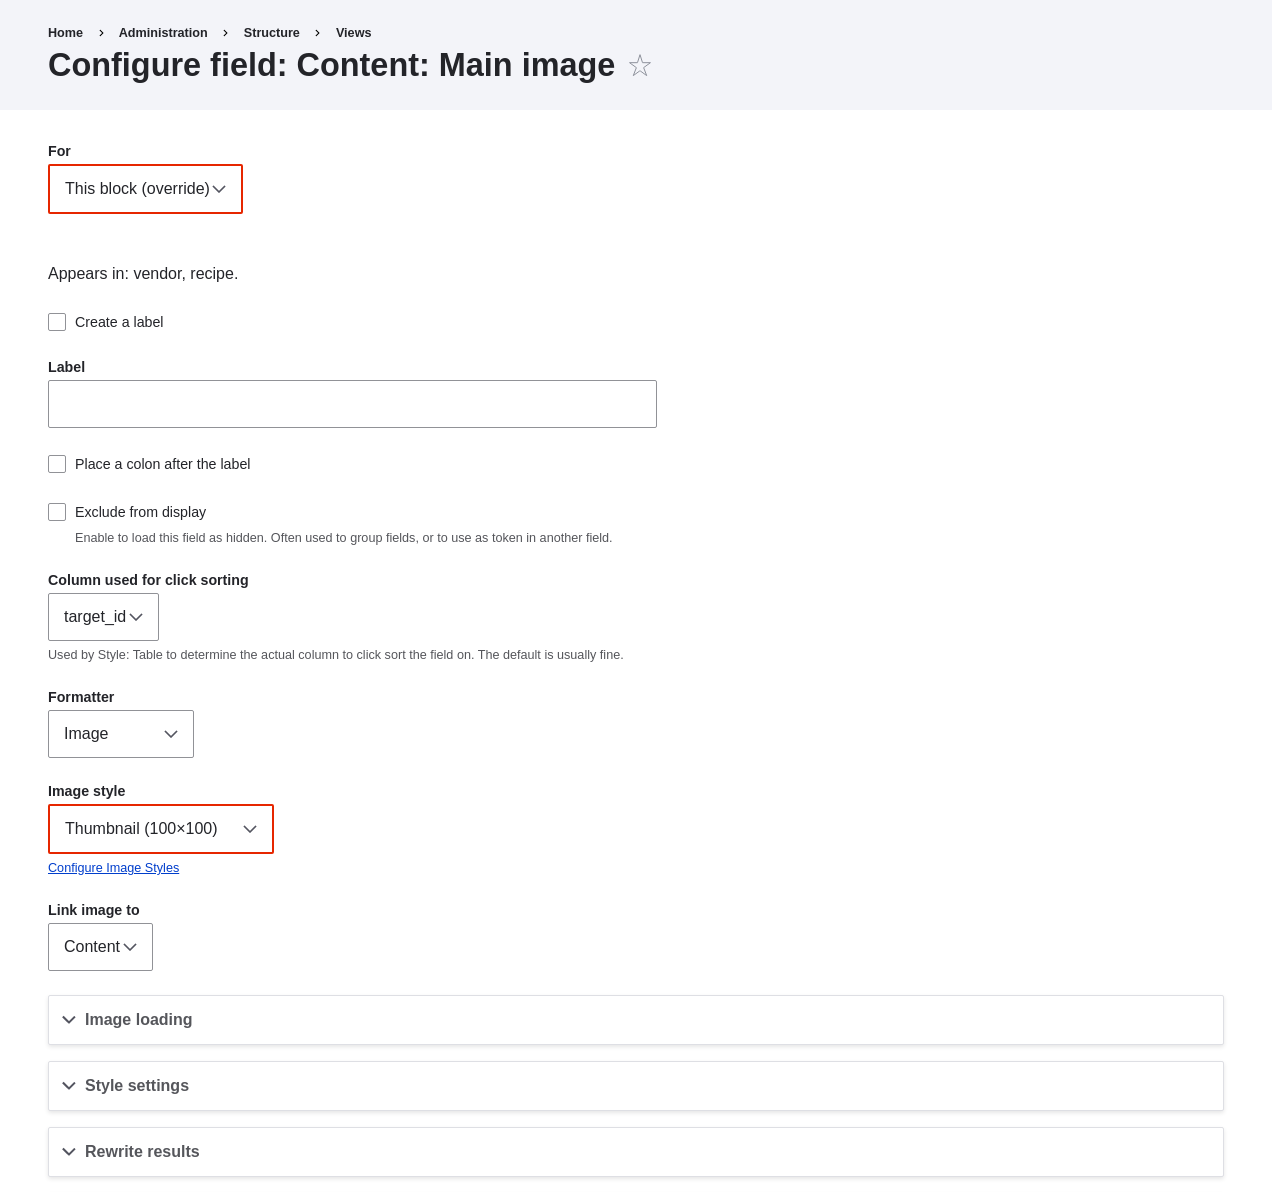 Home › Administration › Structure › Views
Configure field: Content: Main image ☆
For
This block (override)
Appears in: vendor, recipe.
Create a label
Label
Place a colon after the label
Exclude from display
Enable to load this field as hidden. Often used to group fields, or to use as token in another field.
Column used for click sorting
target_id
Used by Style: Table to determine the actual column to click sort the field on. The default is usually fine.
Formatter
Image
Image style
Thumbnail (100×100)
Configure Image Styles
Link image to
Content
Image loading
Style settings
Rewrite results